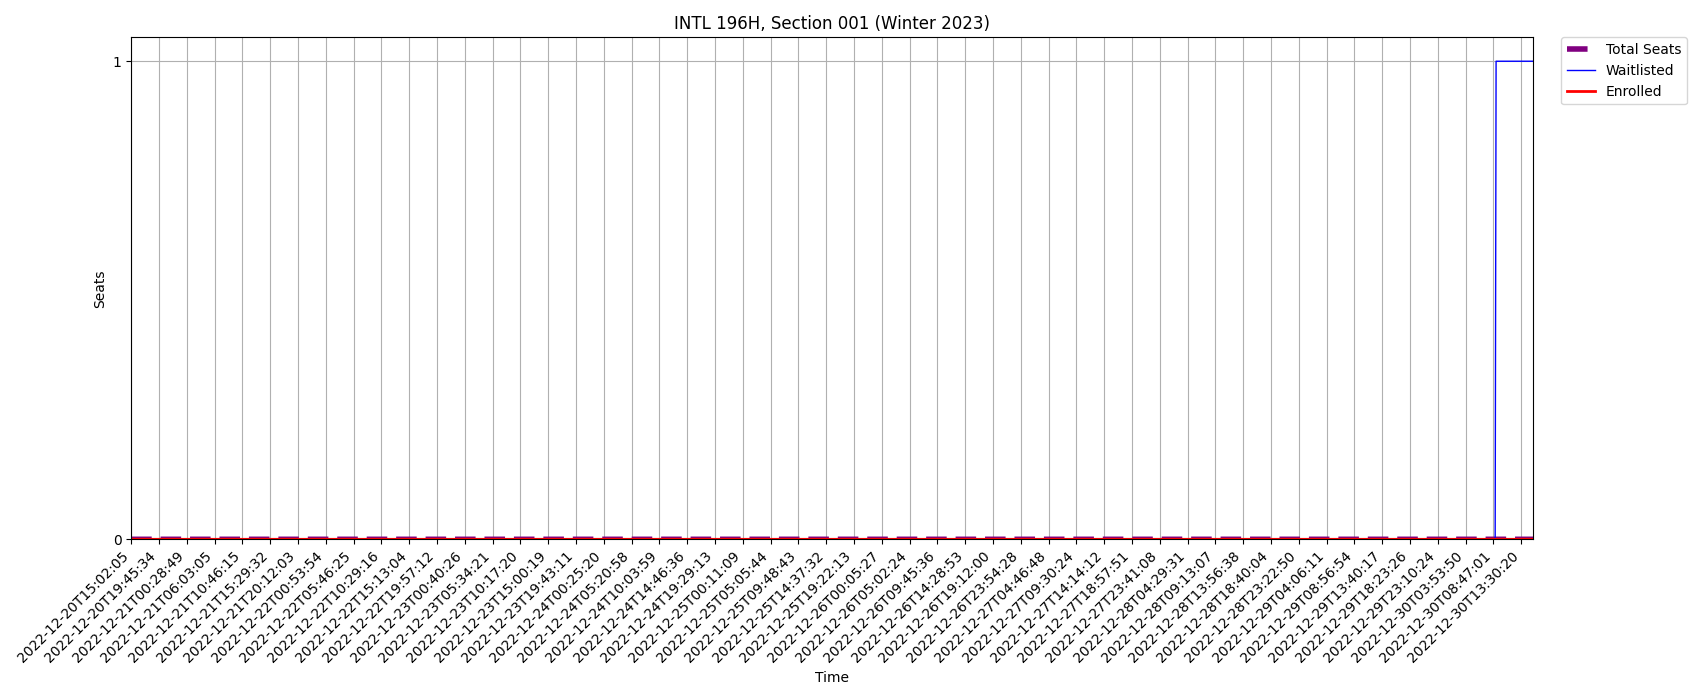 INTL 196H, Section 001 (Winter 2023)
Total Seats
Waitlisted
Enrolled
1
Seats
0
2022-12-20T15:02:05
2022-12-20T19:45:34
2022-12-21T00:28:49
2022-12-21T06:03:05
2022-12-21T10:46:15
2022-12-21T15:29:32
2022-12-21T20:12:03
2022-12-22T00:53:54
2022-12-22T05:46:25
2022-12-22T10:29:16
2022-12-22T15:13:04
2022-12-22T19:57:12
2022-12-23T00:40:26
2022-12-23T05:34:21
2022-12-23T10:17:20
2022-12-23T15:00:19
2022-12-23T19:43:11
2022-12-24T00:25:20
2022-12-24T05:20:58
2022-12-24T10:03:59
2022-12-24T14:46:36
2022-12-24T19:29:13
2022-12-25T00:11:09
2022-12-25T05:05:44
2022-12-25T09:48:43
2022-12-25T14:37:32
2022-12-25T19:22:13
2022-12-26T00:05:27
2022-12-26T05:02:24
2022-12-26T09:45:36
2022-12-26T14:28:53
2022-12-26T19:12:00
2022-12-26T23:54:28
2022-12-27T04:46:48
2022-12-27T09:30:24
2022-12-27T14:14:12
2022-12-27T18:57:51
2022-12-27T23:41:08
2022-12-28T04:29:31
2022-12-28T09:13:07
2022-12-28T13:56:38
2022-12-28T18:40:04
2022-12-28T23:22:50
2022-12-29T04:06:11
2022-12-29T08:56:54
2022-12-29T13:40:17
2022-12-29T18:23:26
2022-12-29T23:10:24
2022-12-30T03:53:50
2022-12-30T08:47:01
2022-12-30T13:30:20
Time